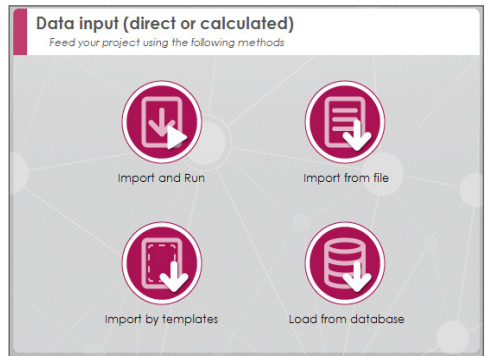 Data input (direct or calculated)
Feed your project using the following methods
Import and Run
Import from file
Import by templates
Load from database